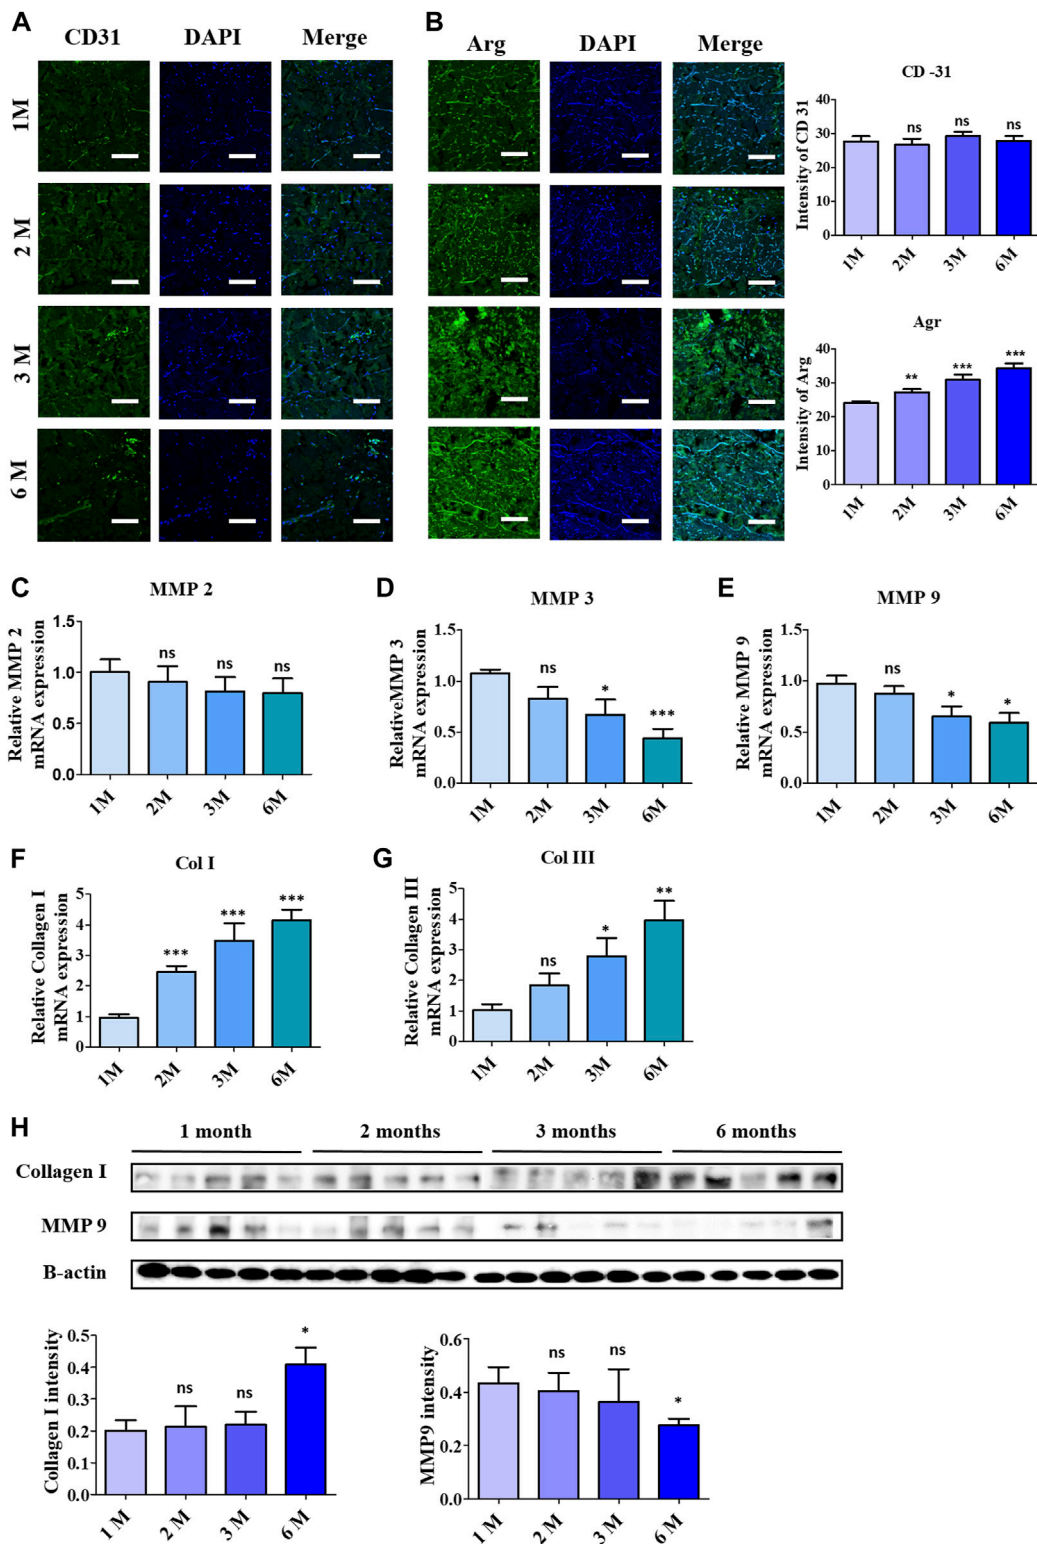 A
CD31 DAPI Merge
1M
2 M
3 M
6 M
B
Arg DAPI Merge
CD -31
Intensity of CD 31
40
30
20
10
0
ns ns ns
1M 2M 3M 6M
Agr
Intensity of Arg
40
30
20
10
0
** *** ***
1M 2M 3M 6M
C
MMP 2
Relative MMP 2
mRNA expression
1.5
1.0
0.5
0.0
ns ns ns
1M 2M 3M 6M
D
MMP 3
RelativeMMP 3
mRNA expression
1.5
1.0
0.5
0.0
ns * ***
1M 2M 3M 6M
E
MMP 9
Relative MMP 9
mRNA expression
1.5
1.0
0.5
0.0
ns * *
1M 2M 3M 6M
F
Col I
Relative Collagen I
mRNA expression
5
4
3
2
1
0
*** *** ***
1M 2M 3M 6M
G
Col III
Relative Collagen III
mRNA expression
5
4
3
2
1
0
ns * **
1M 2M 3M 6M
H
1 month 2 months 3 months 6 months
Collagen I
MMP 9
B-actin
Collagen I intensity
0.5
0.4
0.3
0.2
0.1
0.0
ns ns *
1 M 2 M 3 M 6 M
MMP9 intensity
0.6
0.4
0.2
0.0
ns ns *
1 M 2 M 3 M 6 M